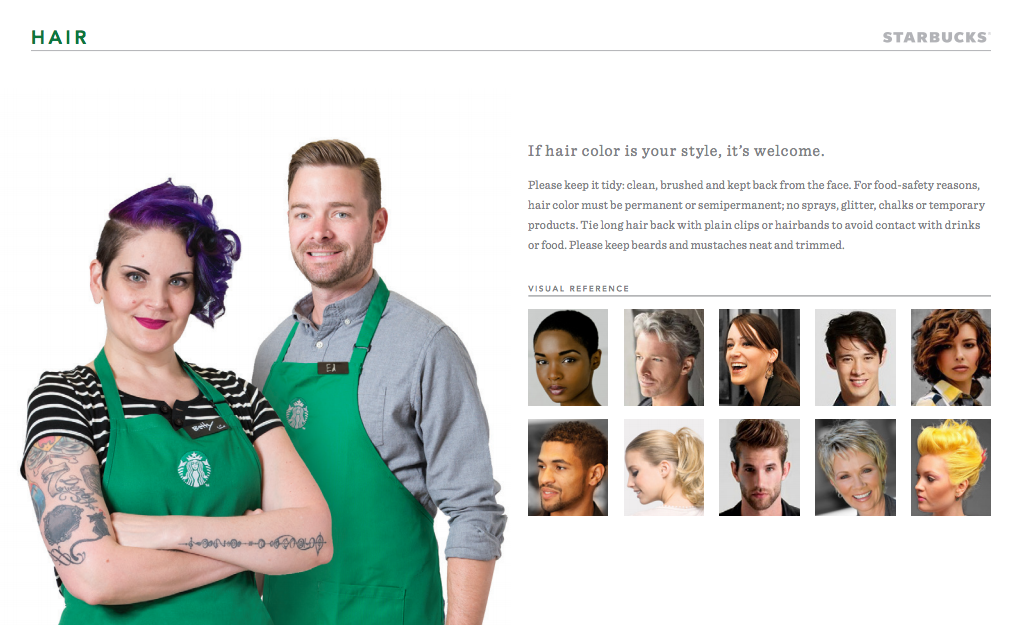 HAIR
STARBUCKS
If hair color is your style, it's welcome.
Please keep it tidy: clean, brushed and kept back from the face. For food-safety reasons,
hair color must be permanent or semipermanent; no sprays, glitter, chalks or temporary
products. Tie long hair back with plain clips or hairbands to avoid contact with drinks
or food. Please keep beards and mustaches neat and trimmed.
VISUAL REFERENCE
Ed
Betty